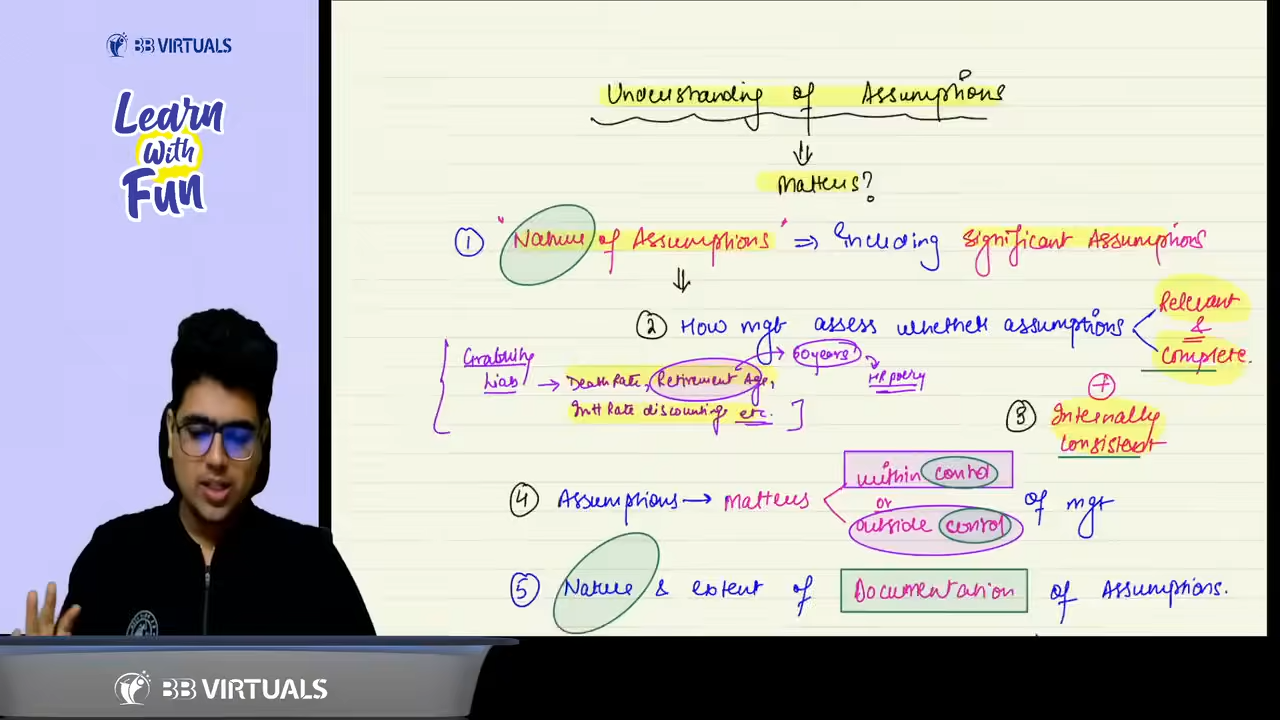 BB VIRTUALS
Learn
With
Fun
Understanding of Assumptions
⇓
Matters?
① "Nature of Assumptions" ⇒ Including Significant Assumptions
⇓
② How mgt assess whether assumptions
Relevant
&
Complete.
Gratuity
Liab → Death Rate, Retirement Age,
→ 60years
HR policy
Intt Rate discounting etc.
+
③ Internally
Consistent
④ Assumptions → Matters
within control
or
outside control
of mgt
⑤ Nature & extent of Documentation of Assumptions.
BB VIRTUALS